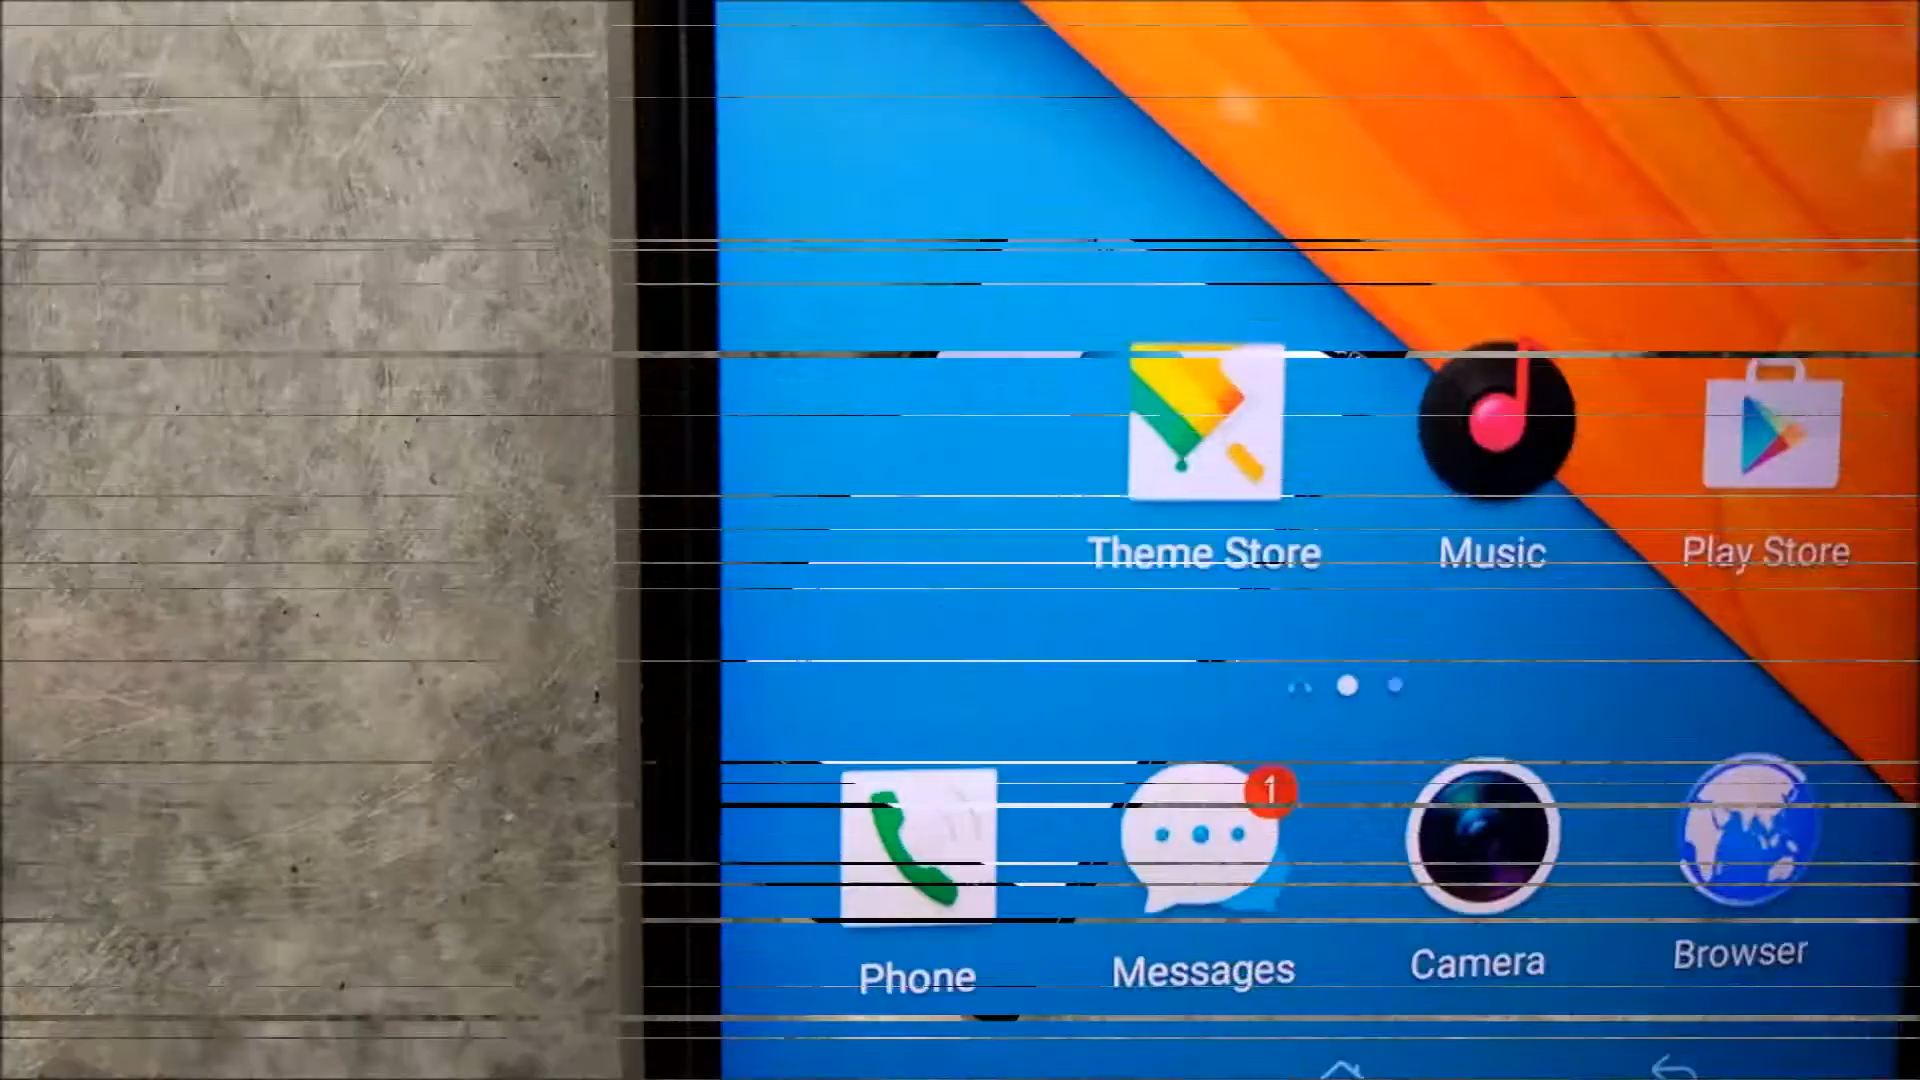 Theme Store
Music
Play Store
1
Phone
Messages
Camera
Browser